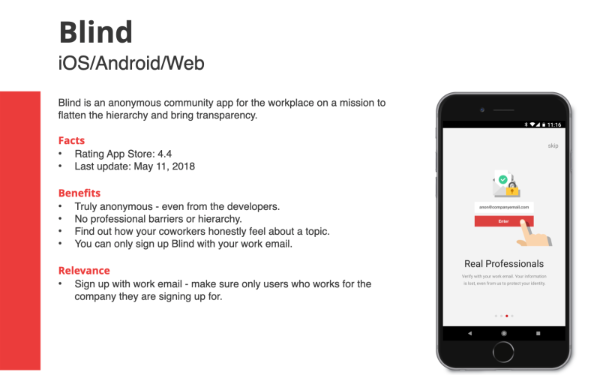 Blind
iOS/Android/Web
Blind is an anonymous community app for the workplace on a mission to
flatten the hierarchy and bring transparency.
Facts
• Rating App Store: 4.4
• Last update: May 11, 2018
Benefits
• Truly anonymous - even from the developers.
• No professional barriers or hierarchy.
• Find out how your coworkers honestly feel about a topic.
• You can only sign up Blind with your work email.
Relevance
• Sign up with work email - make sure only users who works for the
company they are signing up for.
11:16
skip
Enter
Real Professionals
Verify with your work email. Your information
is lost, even from us to protect your identity.